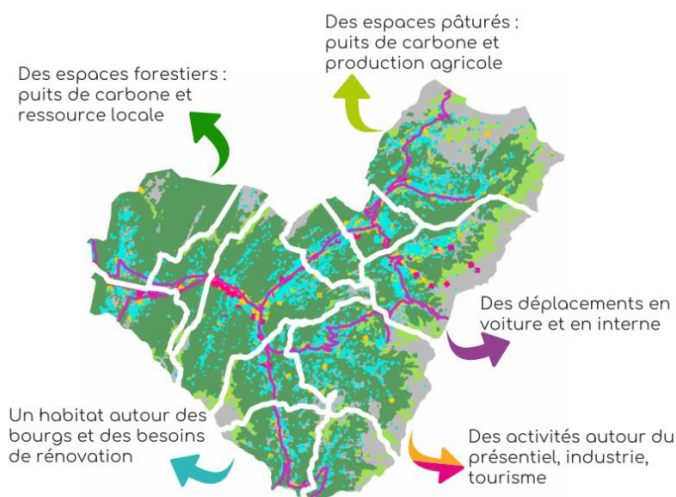 Des espaces pâturés :
puits de carbone et
production agricole
Des espaces forestiers :
puits de carbone et
ressource locale
Des déplacements en
voiture et en interne
Un habitat autour des
bourgs et des besoins
de rénovation
Des activités autour du
présentiel, industrie,
tourisme